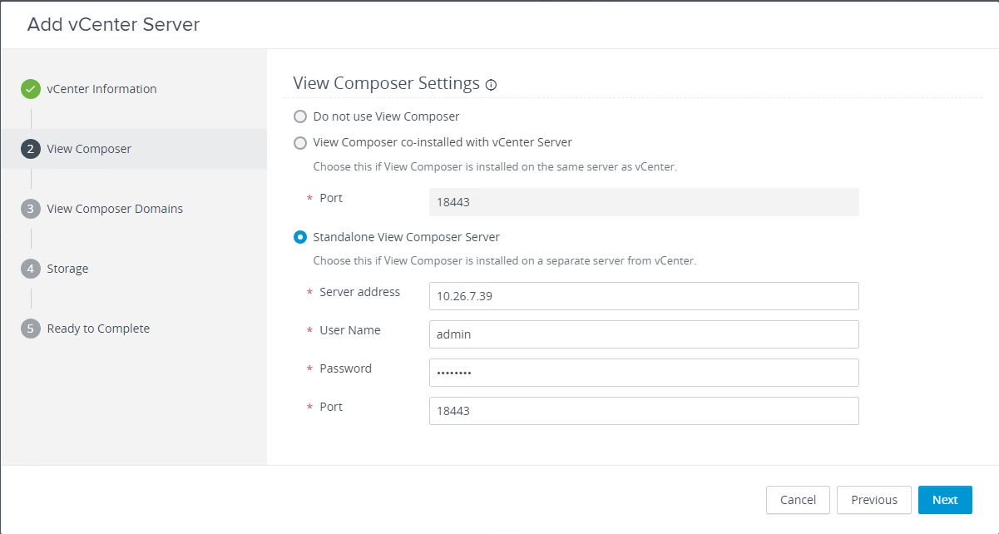 Add vCenter Server
vCenter Information
2 View Composer
3 View Composer Domains
4 Storage
5 Ready to Complete
View Composer Settings
Do not use View Composer
View Composer co-installed with vCenter Server
Choose this if View Composer is installed on the same server as vCenter.
* Port 18443
Standalone View Composer Server
Choose this if View Composer is installed on a separate server from vCenter.
* Server address 10.26.7.39
* User Name admin
* Password ••••••••
* Port 18443
Cancel Previous Next